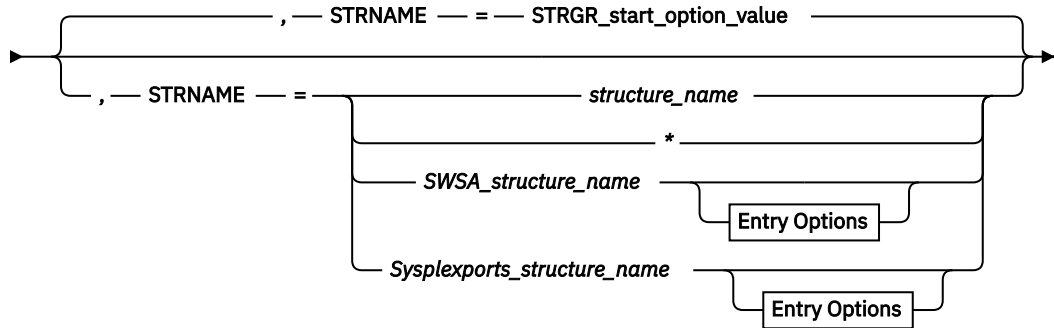 , STRNAME = STRGR_start_option_value
, STRNAME = structure_name
*
SWSA_structure_name
Entry Options
Sysplexports_structure_name
Entry Options